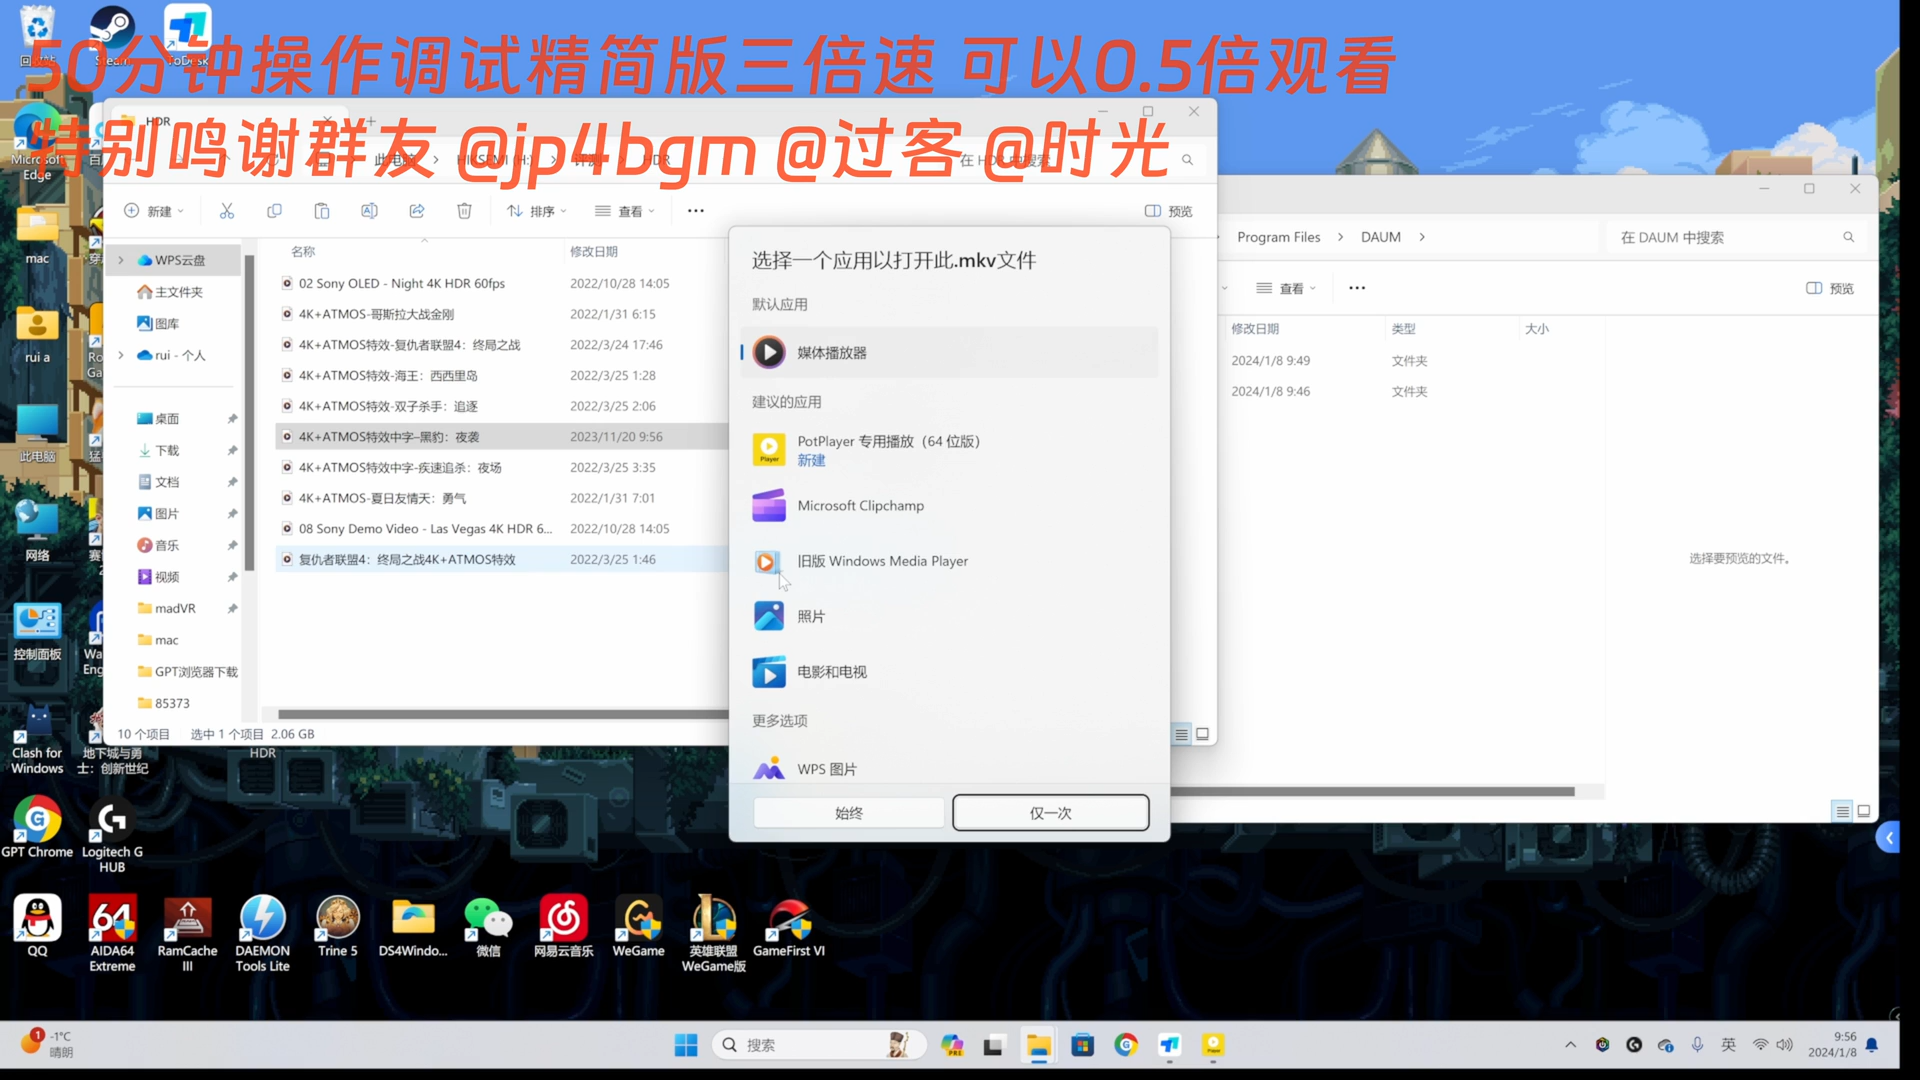 50分钟操作调试精简版三倍速 可以0.5倍观看
特别鸣谢群友 @jp4bgm @过客 @时光
Steam
ToDesk
Microsoft Edge
mac
rui a
此电脑
网络
控制面板
Clash for Windows
地下城与勇士：创新世纪
HDR
GPT Chrome
Logitech G HUB
QQ
AIDA64 Extreme
RamCache III
DAEMON Tools Lite
Trine 5
DS4Windo...
微信
网易云音乐
WeGame
英雄联盟 WeGame版
GameFirst VI
HDR
此电脑
HDR
新建
排序
查看
预览
WPS云盘
主文件夹
图库
rui - 个人
桌面
下载
文档
图片
音乐
视频
madVR
mac
GPT浏览器下载
85373
名称 修改日期
02 Sony OLED - Night 4K HDR 60fps 2022/10/28 14:05
4K+ATMOS-哥斯拉大战金刚 2022/1/31 6:15
4K+ATMOS特效-复仇者联盟4：终局之战 2022/3/24 17:46
4K+ATMOS特效-海王：西西里岛 2022/3/25 1:28
4K+ATMOS特效-双子杀手：追逐 2022/3/25 2:06
4K+ATMOS特效中字–黑豹：夜袭 2023/11/20 9:56
4K+ATMOS特效中字-疾速追杀：夜场 2022/3/25 3:35
4K+ATMOS-夏日友情天：勇气 2022/1/31 7:01
08 Sony Demo Video - Las Vegas 4K HDR 6... 2022/10/28 14:05
复仇者联盟4：终局之战4K+ATMOS特效 2022/3/25 1:46
10 个项目 选中 1 个项目 2.06 GB
选择一个应用以打开此.mkv文件
默认应用
媒体播放器
建议的应用
PotPlayer 专用播放（64 位版）
新建
Microsoft Clipchamp
旧版 Windows Media Player
照片
电影和电视
更多选项
WPS 图片
始终
仅一次
Program Files
DAUM
在 DAUM 中搜索
查看
预览
修改日期 类型 大小
2024/1/8 9:49 文件夹
2024/1/8 9:46 文件夹
选择要预览的文件。
1
-1°C
晴朗
搜索
英
9:56
2024/1/8